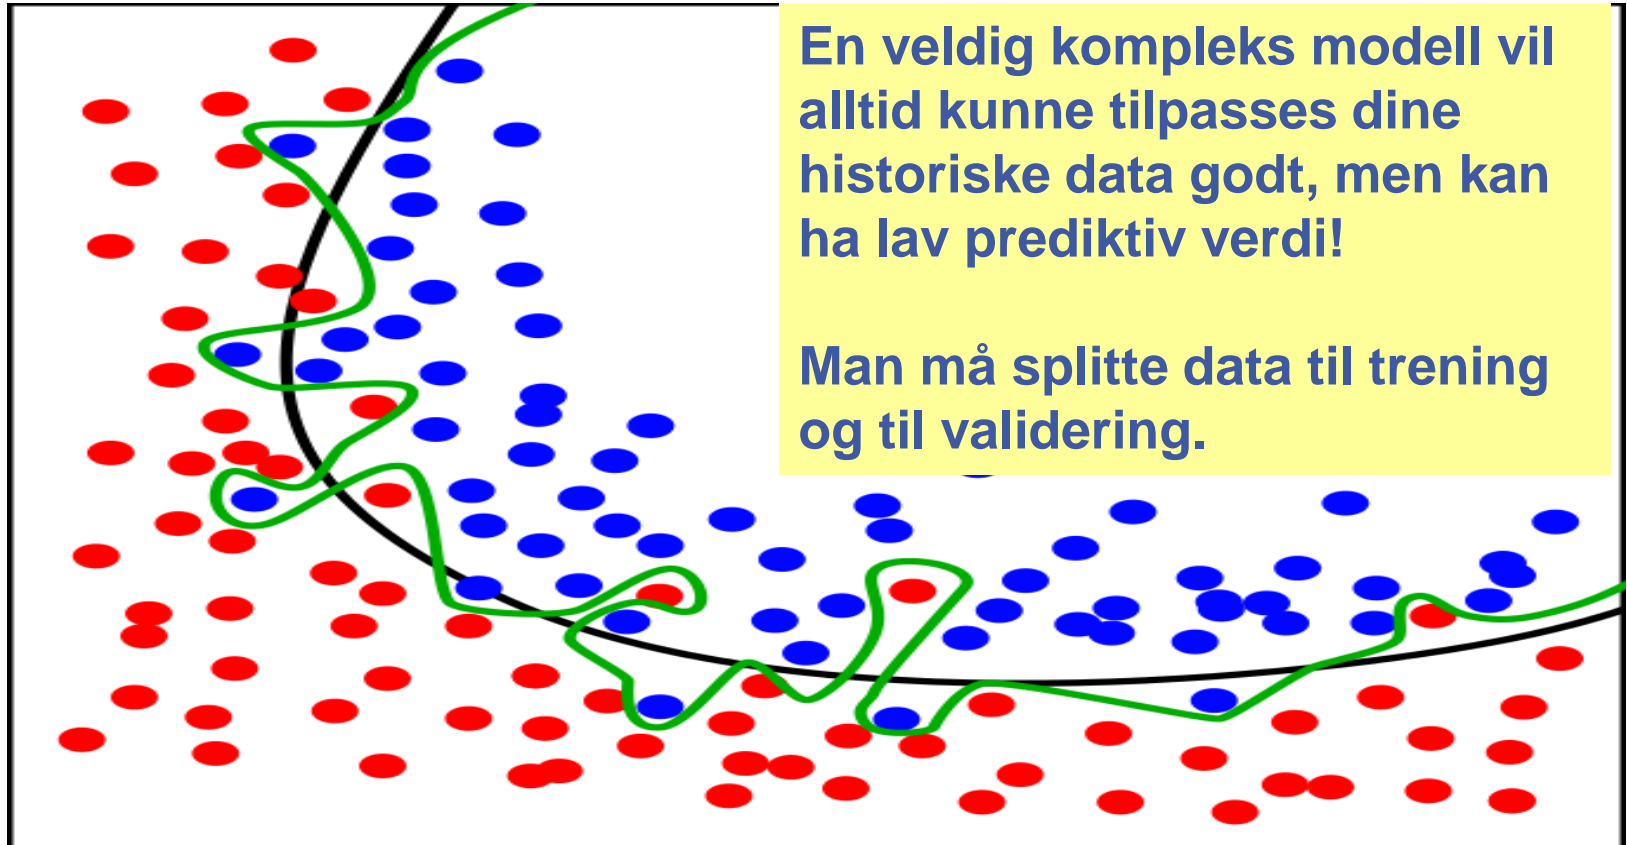 En veldig kompleks modell vil
alltid kunne tilpasses dine
historiske data godt, men kan
ha lav prediktiv verdi!
Man må splitte data til trening
og til validering.